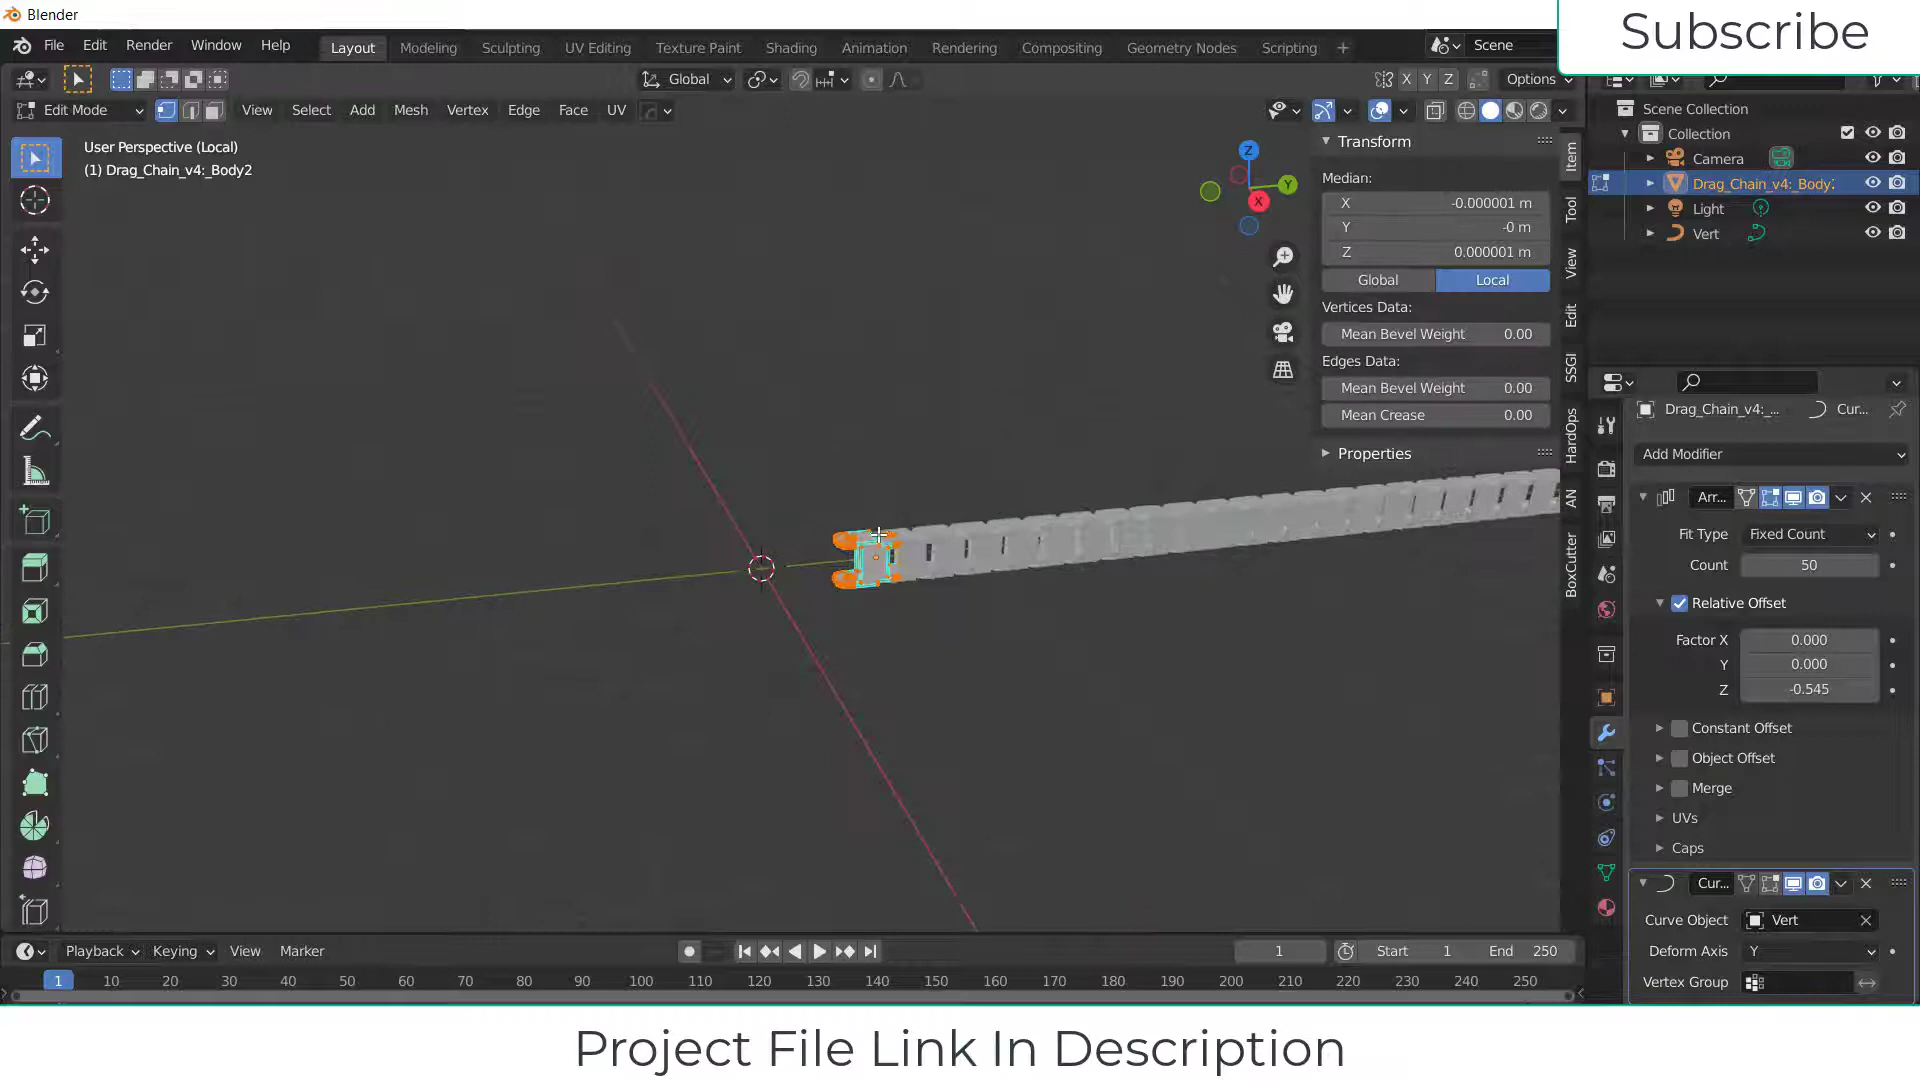 Blender
Subscribe
File Edit Render Window Help Layout Modeling Sculpting UV Editing Texture Paint Shading Animation Rendering Compositing Geometry Nodes Scripting + Scene
Global X Y Z Options
Edit Mode View Select Add Mesh Vertex Edge Face UV
User Perspective (Local)
(1) Drag_Chain_v4:_Body2
Z
Y
X
Transform
Median:
X -0.000001 m
Y -0 m
Z 0.000001 m
Global Local
Vertices Data:
Mean Bevel Weight 0.00
Edges Data:
Mean Bevel Weight 0.00
Mean Crease 0.00
Properties
Item
Tool
View
Edit
SSGI
HardOps
AN
BoxCutter
Scene Collection
Collection
Camera
Drag_Chain_v4:_Body:
Light
Vert
Drag_Chain_v4:_... Cur...
Add Modifier
Arr...
Fit Type Fixed Count
Count 50
Relative Offset
Factor X 0.000
Y 0.000
Z -0.545
Constant Offset
Object Offset
Merge
UVs
Caps
Cur...
Curve Object Vert
Deform Axis Y
Vertex Group
Playback Keying View Marker 1 Start 1 End 250
1 10 20 30 40 50 60 70 80 90 100 110 120 130 140 150 160 170 180 190 200 210 220 230 240 250
Project File Link In Description